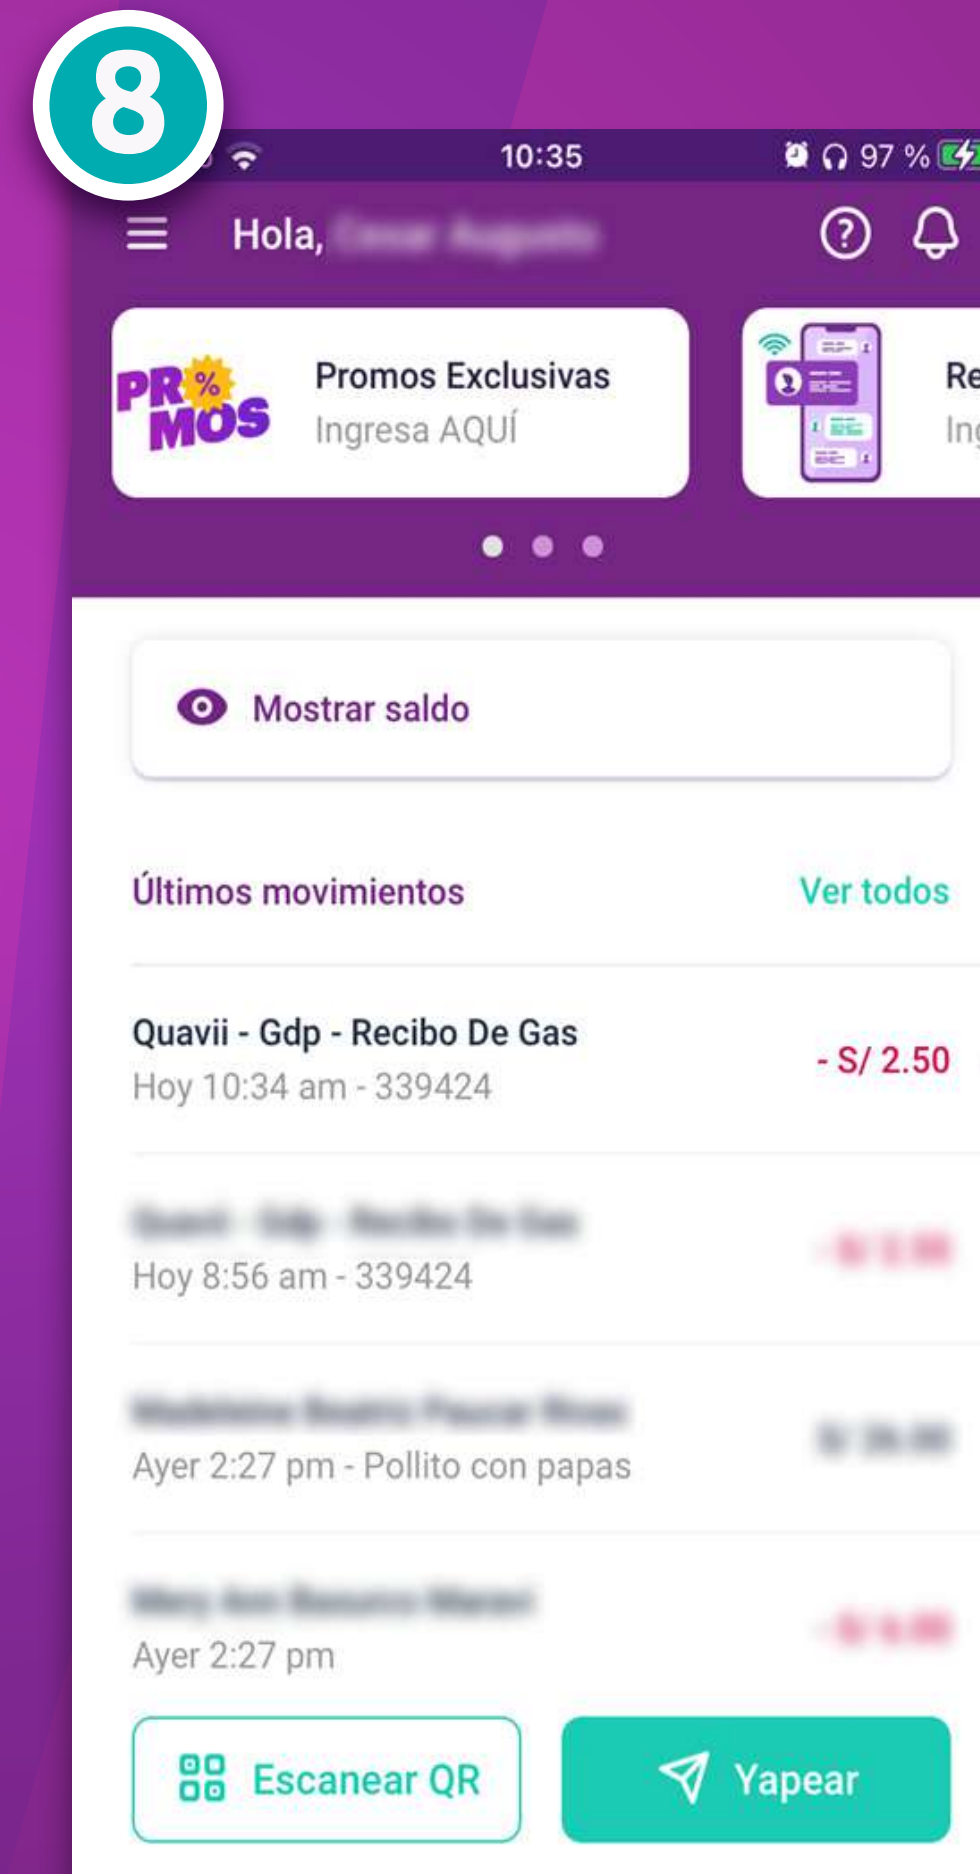 8
10:35
97 %
Hola,
PR%
MOS
Promos Exclusivas
Ingresa AQUÍ
Re
Ing
Mostrar saldo
Últimos movimientos
Ver todos
Quavii - Gdp - Recibo De Gas
- S/ 2.50
Hoy 10:34 am - 339424
Hoy 8:56 am - 339424
Ayer 2:27 pm - Pollito con papas
Ayer 2:27 pm
Escanear QR
Yapear